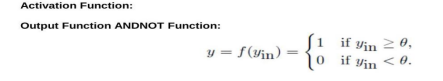 Activation Function:
Output Function ANDNOT Function:
y = f(y_in) = { 1 if y_in ≥ θ,
0 if y_in < θ.